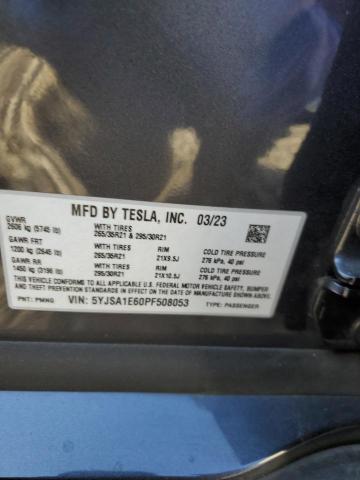 MFD BY TESLA, INC. 03/23
GVWR
2606 kg (5745 lb)
WITH TIRES
265/35R21 & 295/30R21
GAWR FRT
1200 kg (2645 lb)
WITH TIRES
265/35R21
RIM
21X9.5J
COLD TIRE PRESSURE
276 kPa, 40 psi
GAWR RR
1450 kg (3196 lb)
WITH TIRES
295/30R21
RIM
21X10.5J
COLD TIRE PRESSURE
276 kPa, 40 psi
THIS VEHICLE CONFORMS TO ALL APPLICABLE FEDERAL MOTOR VEHICLE SAFETY, BUMPER
AND THEFT PREVENTION STANDARDS IN EFFECT ON THE DATE OF MANUFACTURE SHOWN ABOVE.
PNT: PMNG
VIN: 5YJSA1E60PF508053
TYPE: PASSENGER